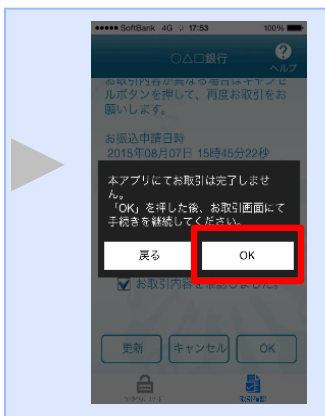 SoftBank 4G 17:53 100%
○△□銀行
?
ヘルプ
お取引内容が異なる場合はキャンセ
ルボタンを押して、再度お取引をお
願いします。
お振込申請日時
2015年08月07日 15時45分22秒
本アプリにてお取引は完了しませ
ん。
「OK」を押した後、お取引画面にて
手続きを継続してください。
戻る OK
お取引内容を確認しました。
更新 キャンセル OK